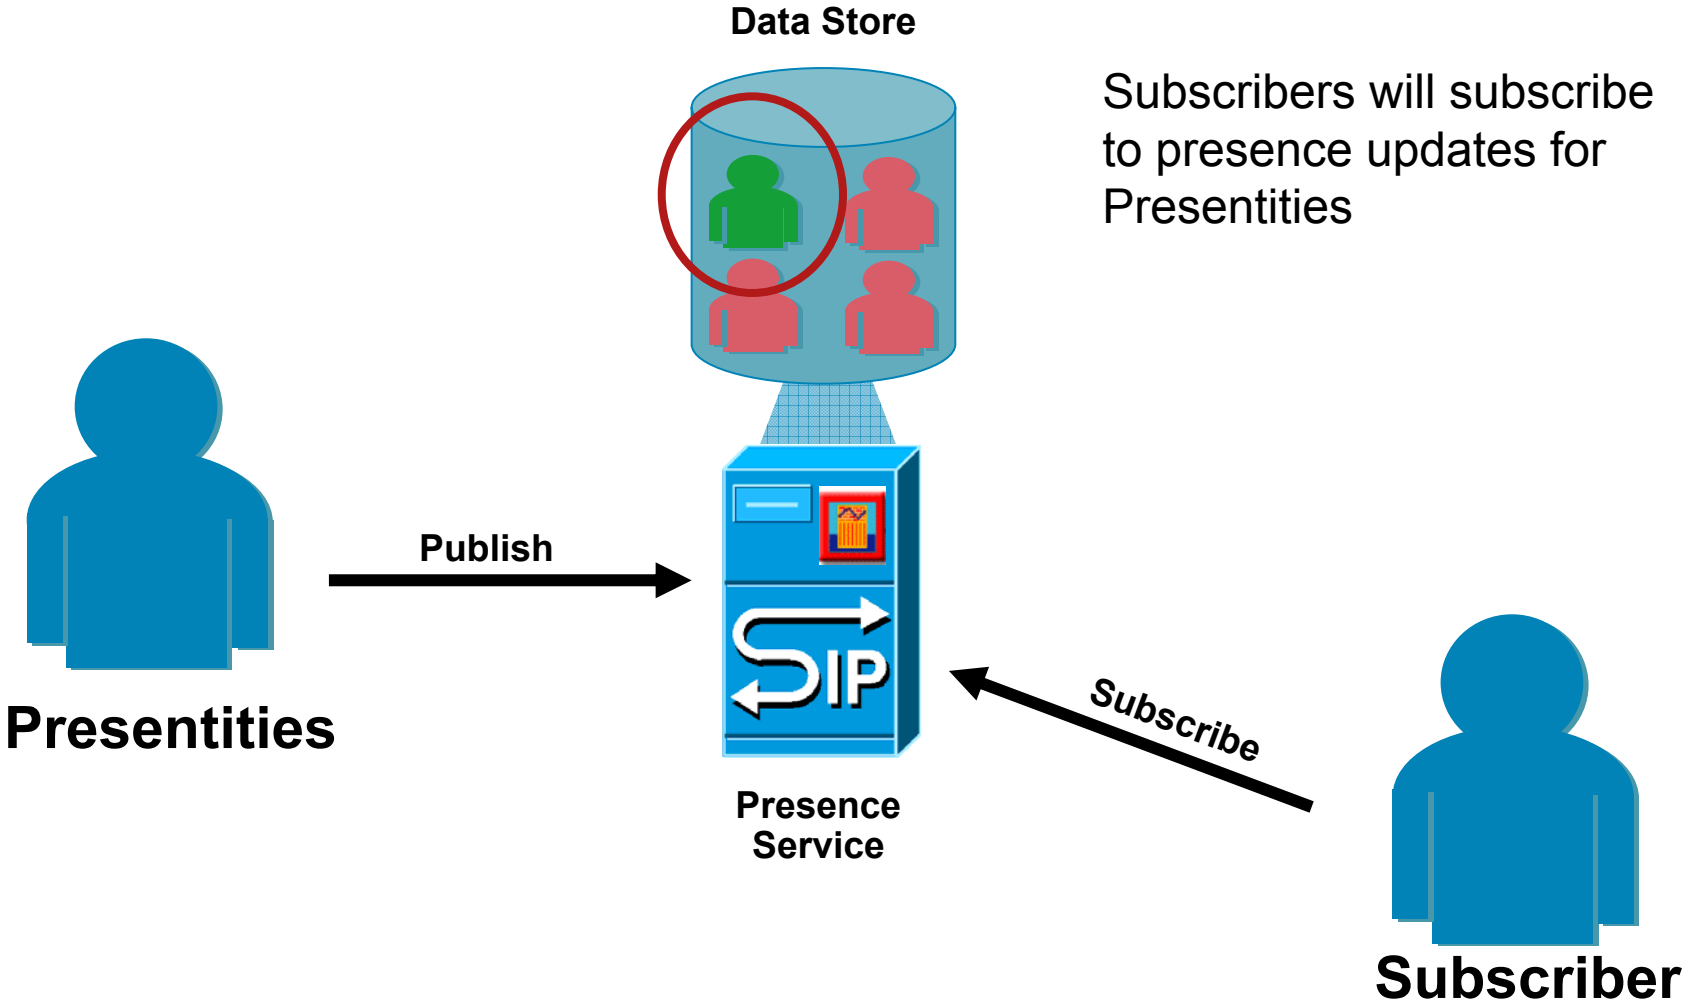 Data Store
Subscribers will subscribe
to presence updates for
Presentities
Publish
SIP
Subscribe
Presentities
Presence
Service
Subscriber